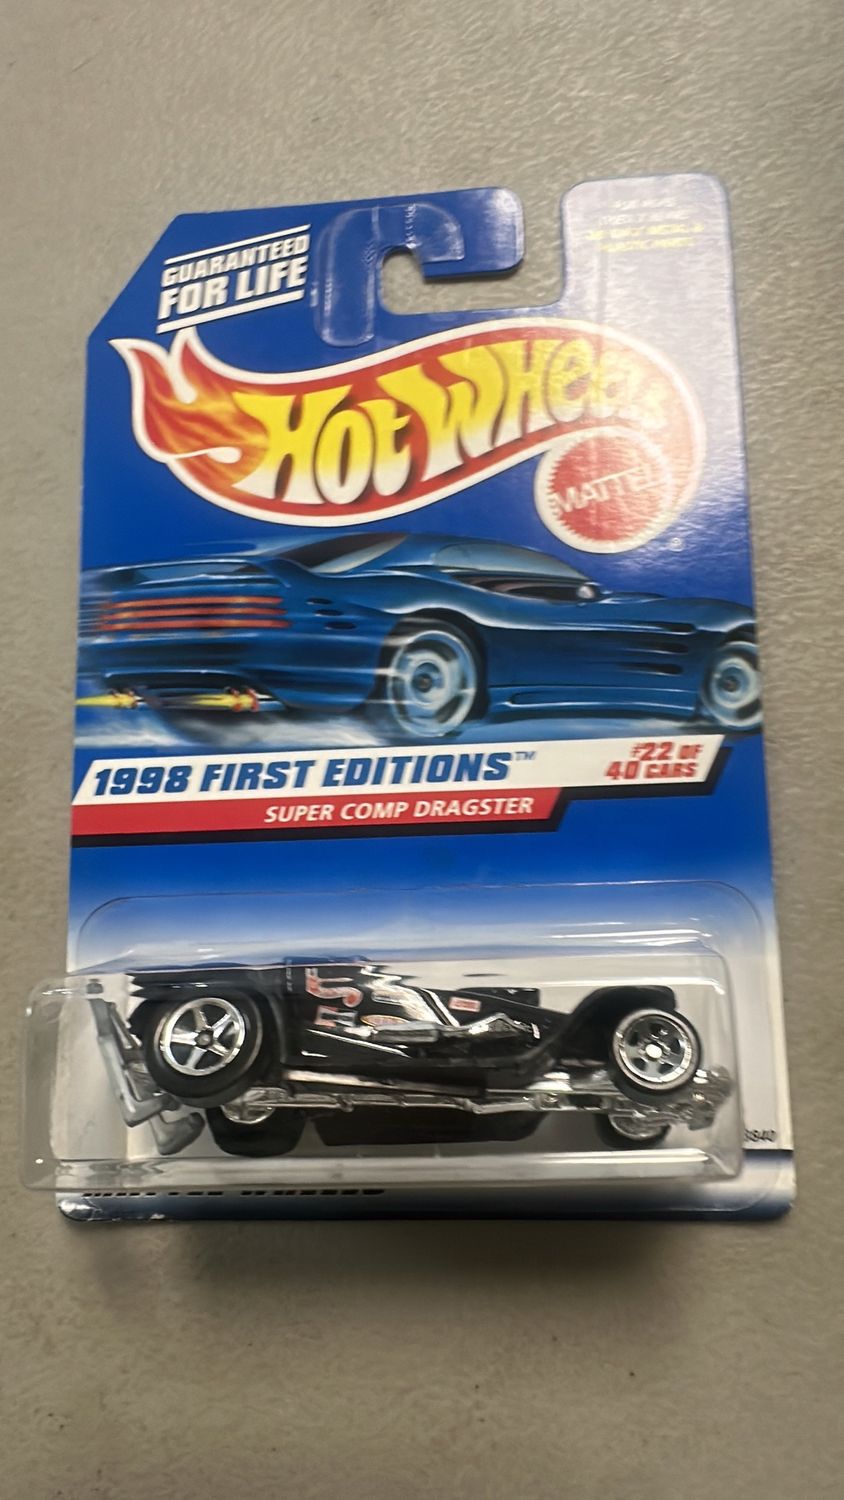 GUARANTEED
FOR LIFE
HOT WHEELS
MATTEL
®
1998 FIRST EDITIONS™
#22 OF
40 CARS
SUPER COMP DRAGSTER